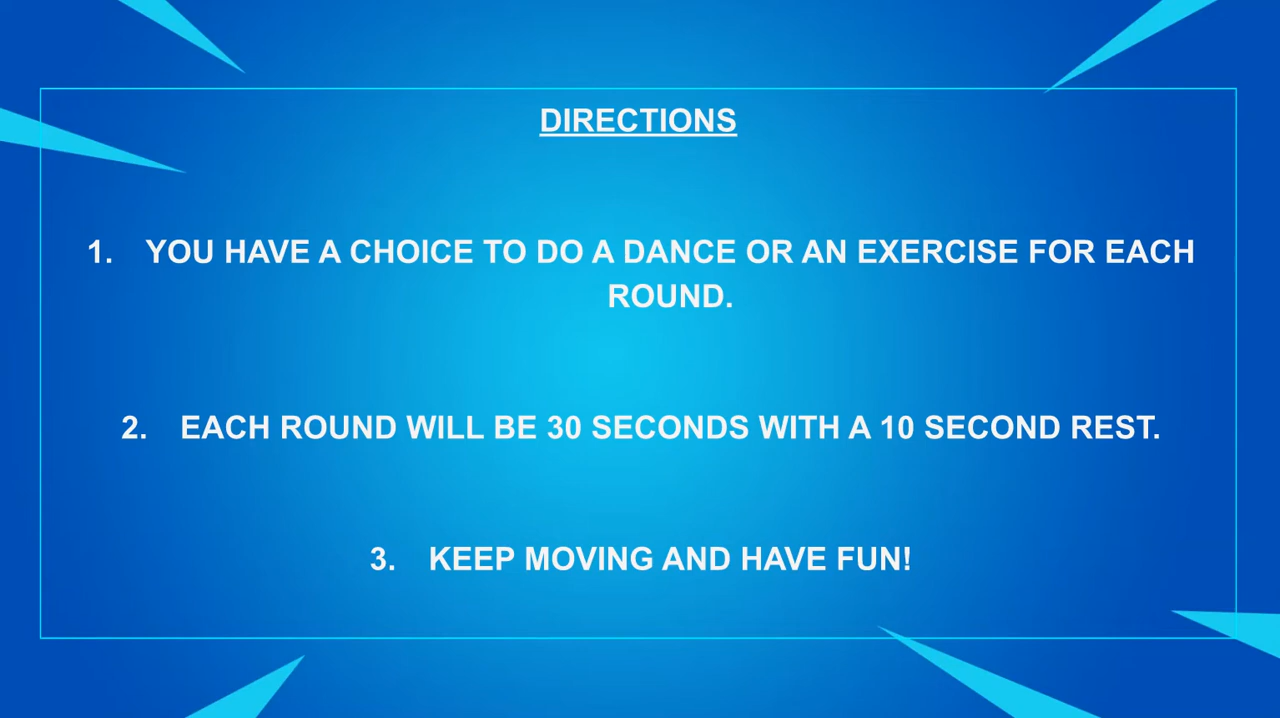 DIRECTIONS
1. YOU HAVE A CHOICE TO DO A DANCE OR AN EXERCISE FOR EACH
ROUND.
2. EACH ROUND WILL BE 30 SECONDS WITH A 10 SECOND REST.
3. KEEP MOVING AND HAVE FUN!